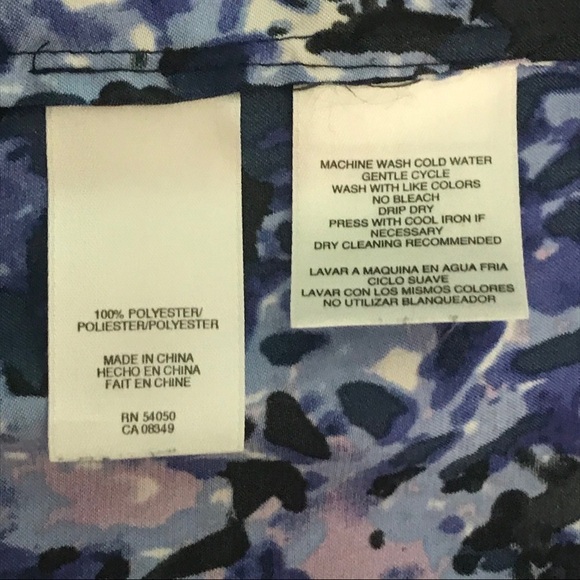 100% POLYESTER/
POLIESTER/POLYESTER
MADE IN CHINA
HECHO EN CHINA
FAIT EN CHINE
RN 54050
CA 08349
MACHINE WASH COLD WATER
GENTLE CYCLE
WASH WITH LIKE COLORS
NO BLEACH
DRIP DRY
PRESS WITH COOL IRON IF
NECESSARY
DRY CLEANING RECOMMENDED
LAVAR A MAQUINA EN AGUA FRIA
CICLO SUAVE
LAVAR CON LOS MISMOS COLORES
NO UTILIZAR BLANQUEADOR